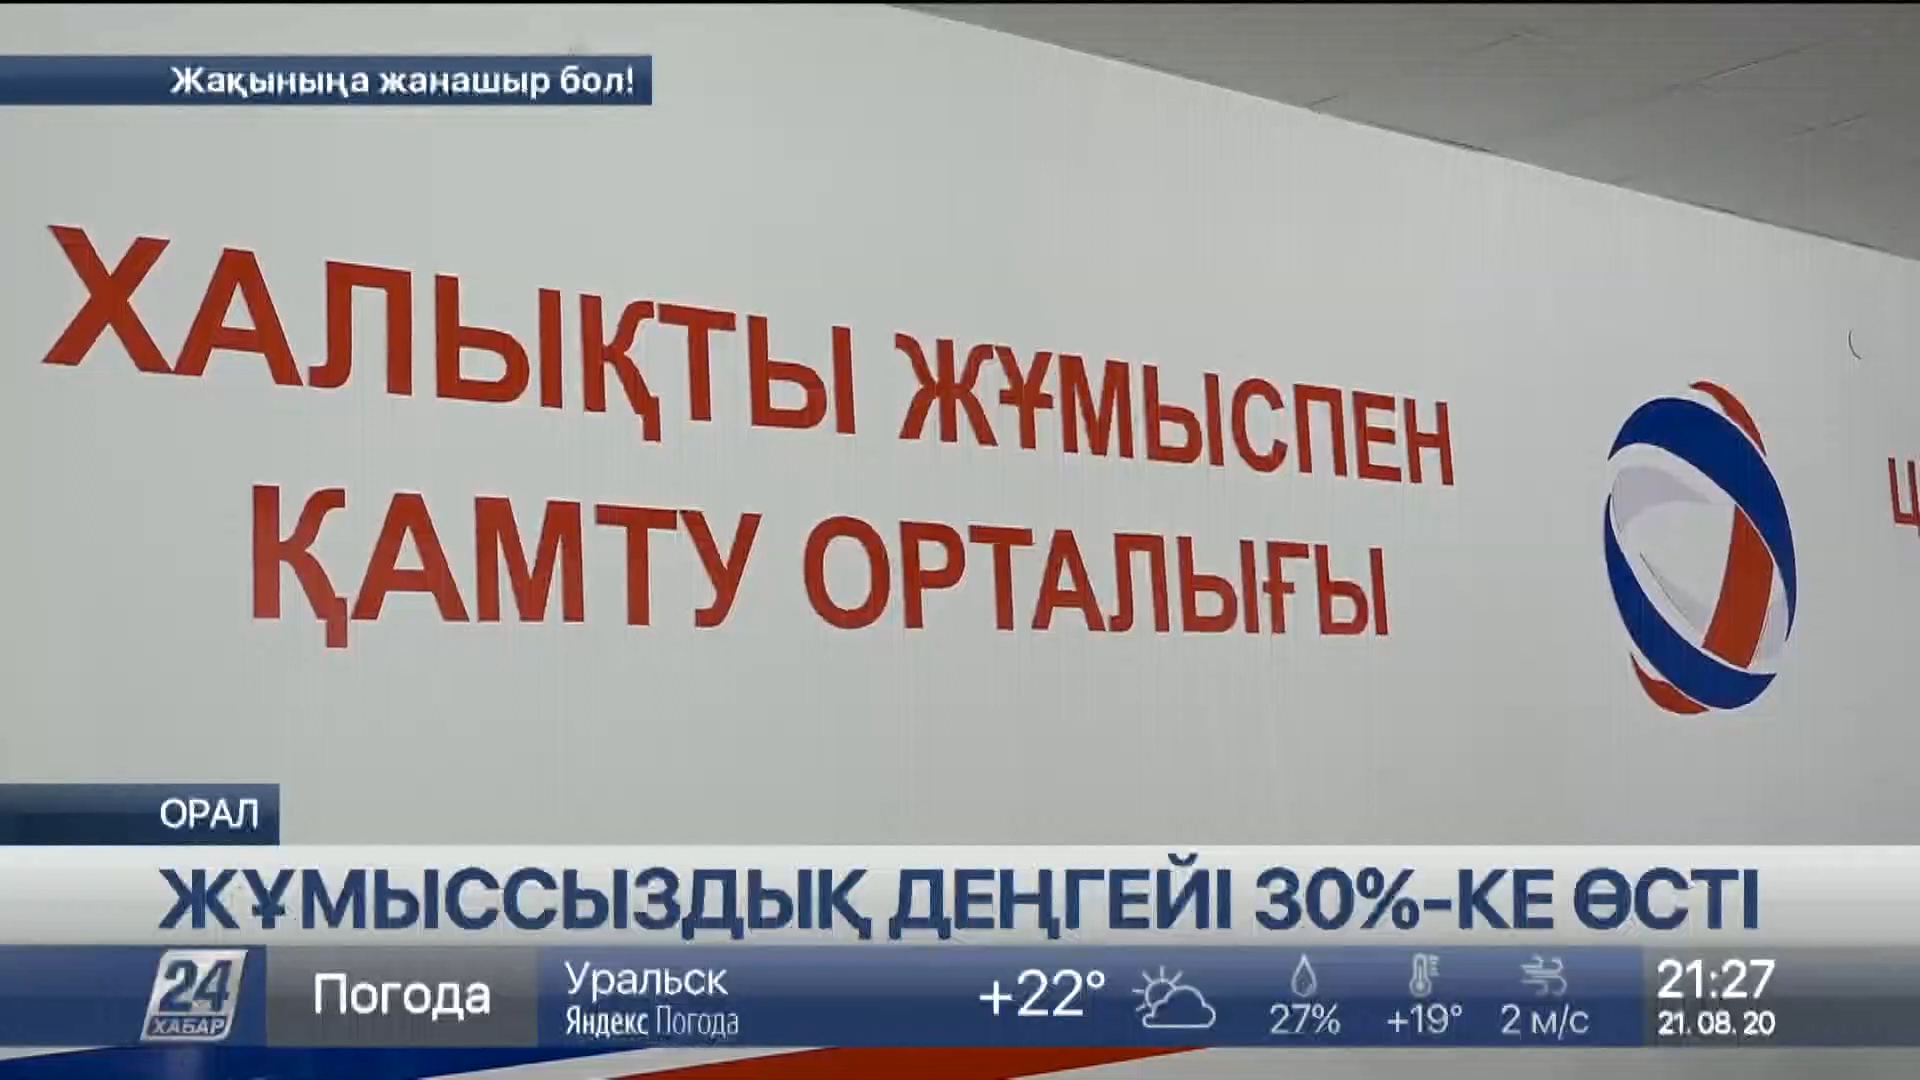 Жақыныңа жанашыр бол!
ХАЛЫҚТЫ ЖҰМЫСПЕН
ҚАМТУ ОРТАЛЫҒЫ
ОРАЛ
ЖҰМЫССЫЗДЫҚ ДЕҢГЕЙІ 30%-КЕ ӨСТІ
24 ХАБАР
Погода
Уральск
Яндекс Погода
+22°
27%
+19°
2 м/с
21:27
21. 08. 20